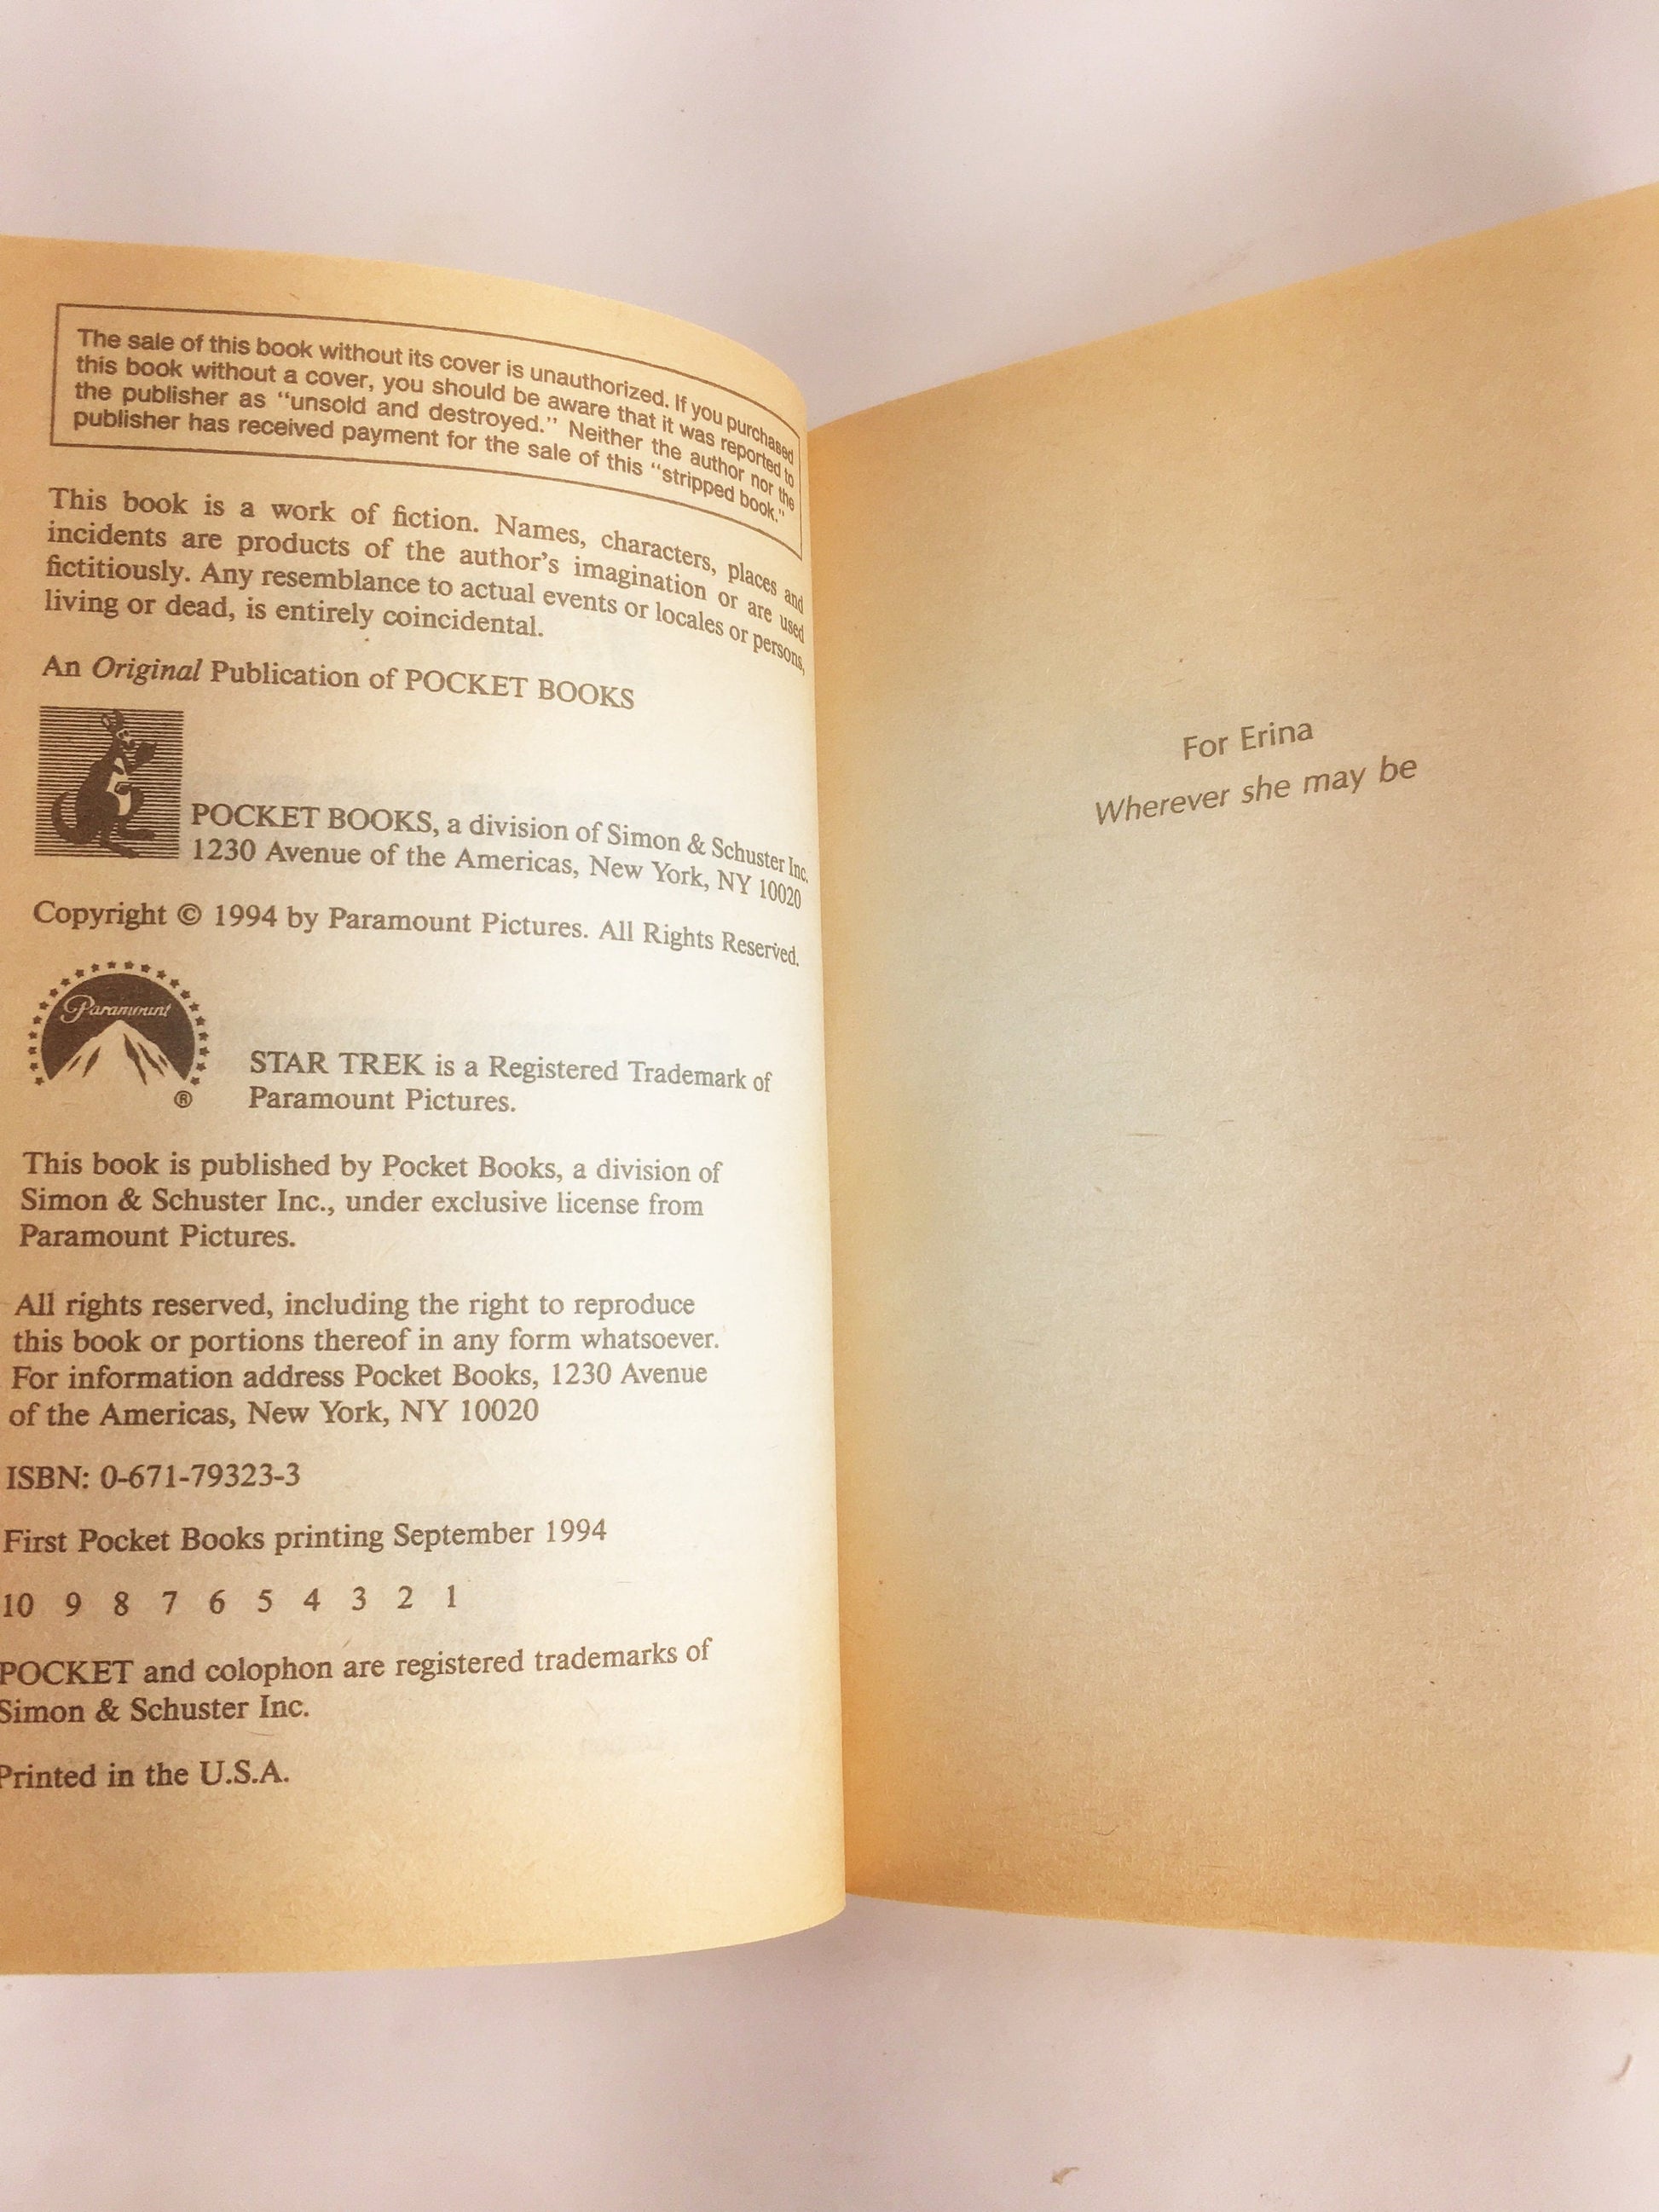 The sale of this book without its cover is unauthorized. If you purchased
this book without a cover, you should be aware that it was reported to
the publisher as "unsold and destroyed." Neither the author nor the
publisher has received payment for the sale of this "stripped book."
This book is a work of fiction. Names, characters, places and
incidents are products of the author's imagination or are used
fictitiously. Any resemblance to actual events or locales or persons,
living or dead, is entirely coincidental.
An Original Publication of POCKET BOOKS
POCKET BOOKS, a division of Simon & Schuster Inc.
1230 Avenue of the Americas, New York, NY 10020
Copyright © 1994 by Paramount Pictures. All Rights Reserved.
Paramount
®
STAR TREK is a Registered Trademark of
Paramount Pictures.
This book is published by Pocket Books, a division of
Simon & Schuster Inc., under exclusive license from
Paramount Pictures.
All rights reserved, including the right to reproduce
this book or portions thereof in any form whatsoever.
For information address Pocket Books, 1230 Avenue
of the Americas, New York, NY 10020
ISBN: 0-671-79323-3
First Pocket Books printing September 1994
10 9 8 7 6 5 4 3 2 1
POCKET and colophon are registered trademarks of
Simon & Schuster Inc.
Printed in the U.S.A.
For Erina
Wherever she may be